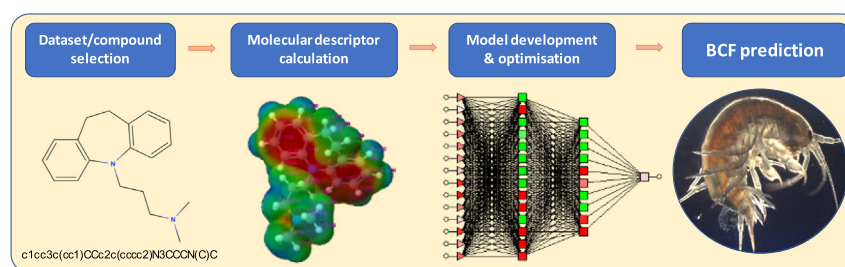 Dataset/compound
selection
Molecular descriptor
calculation
Model development
& optimisation
BCF prediction
N
N
c1cc3c(cc1)CCc2c(cccc2)N3CCCN(C)C